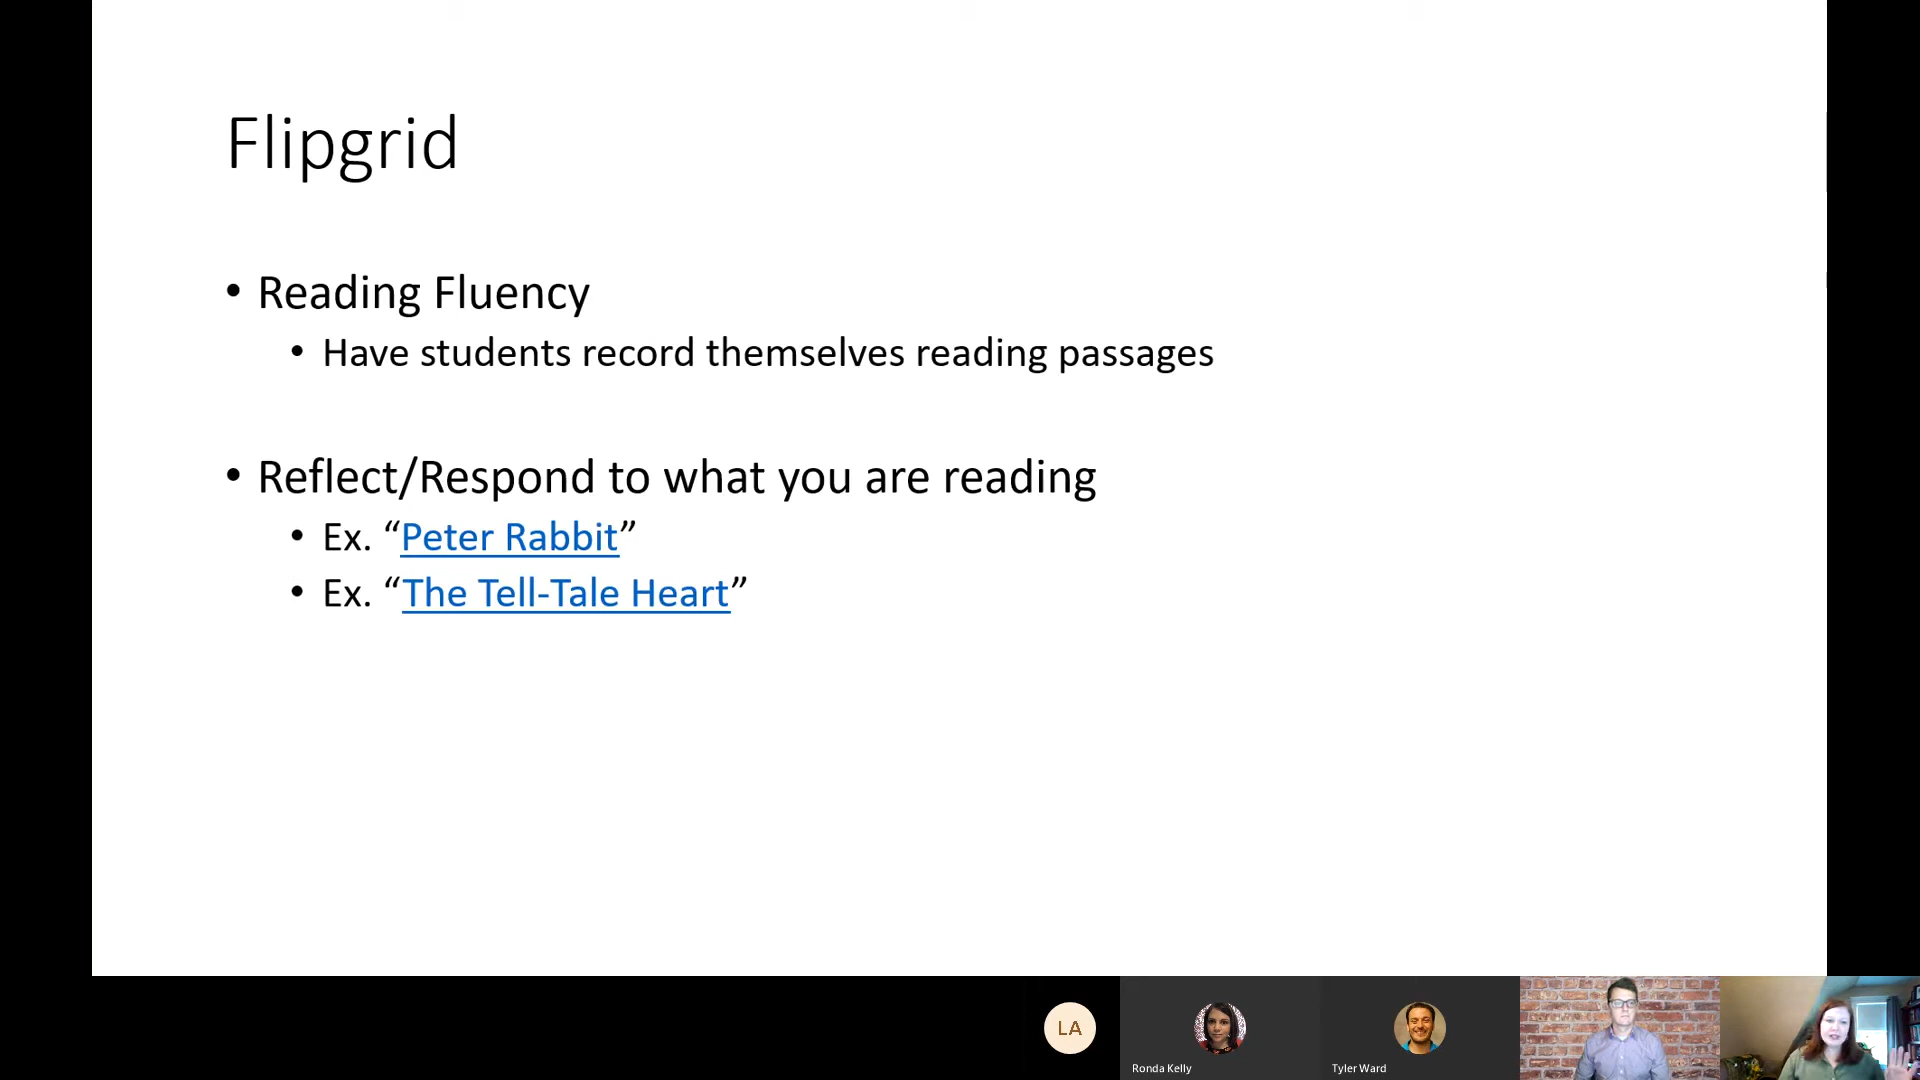 Flipgrid
• Reading Fluency
• Have students record themselves reading passages
• Reflect/Respond to what you are reading
• Ex. “Peter Rabbit”
• Ex. “The Tell-Tale Heart”
LA
Ronda Kelly
Tyler Ward